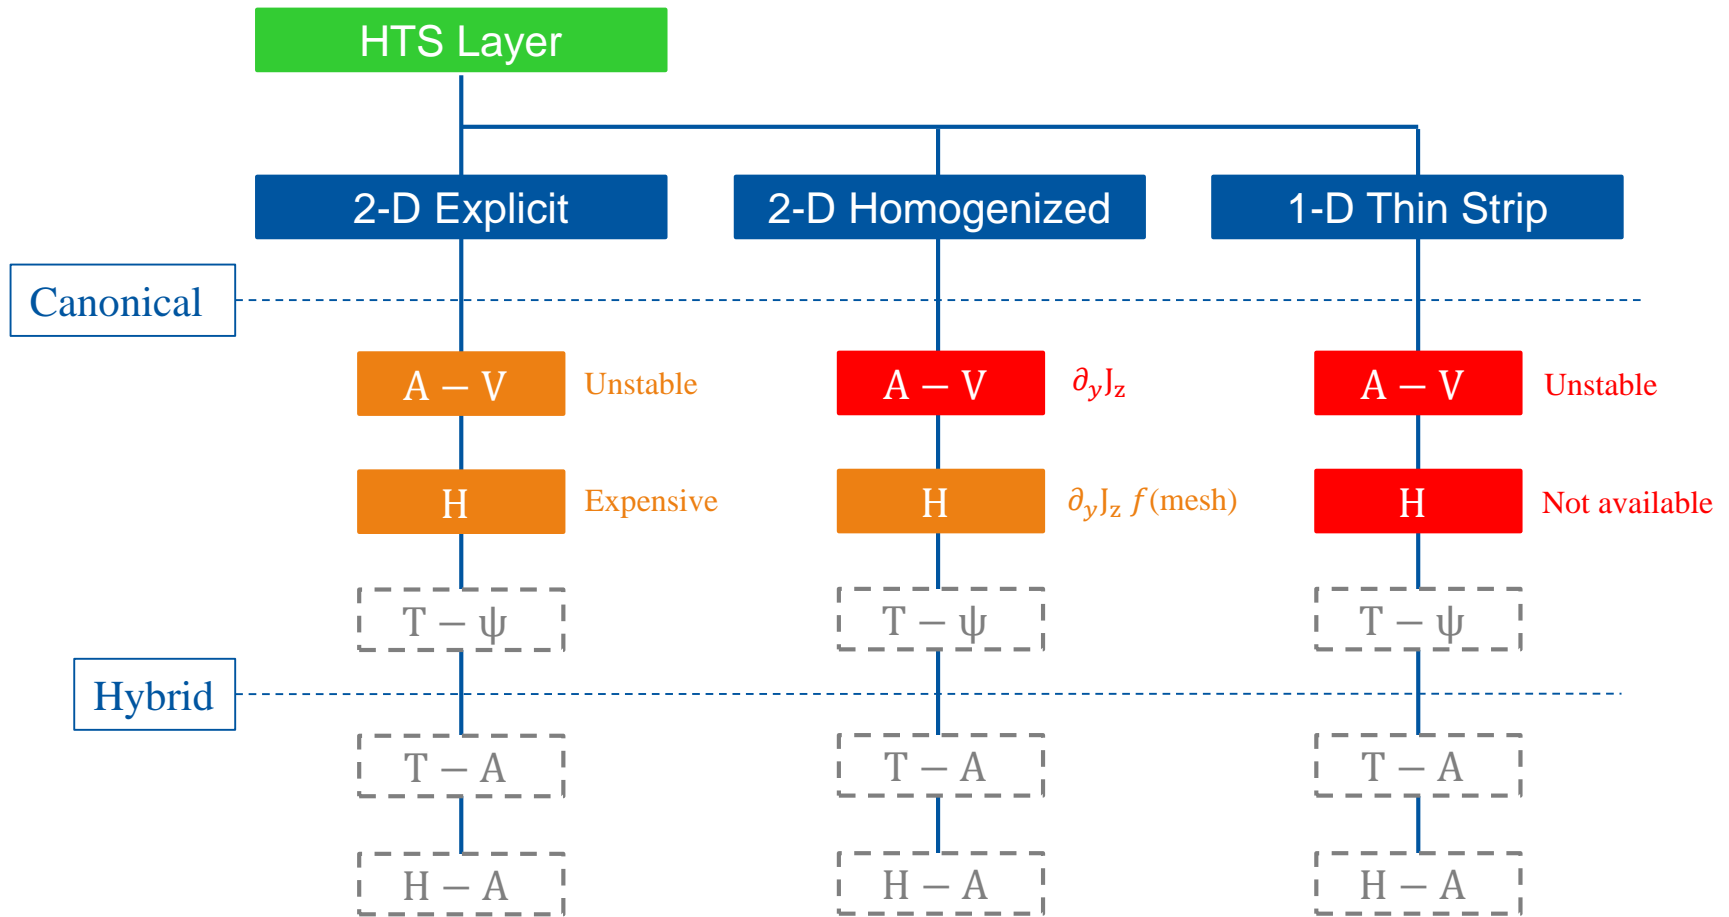 HTS Layer
2-D Explicit
2-D Homogenized
1-D Thin Strip
Canonical
A – V
Unstable
A – V
∂yJz
A – V
Unstable
H
Expensive
H
∂yJz f(mesh)
H
Not available
T – ψ
T – ψ
T – ψ
Hybrid
T – A
T – A
T – A
H – A
H – A
H – A